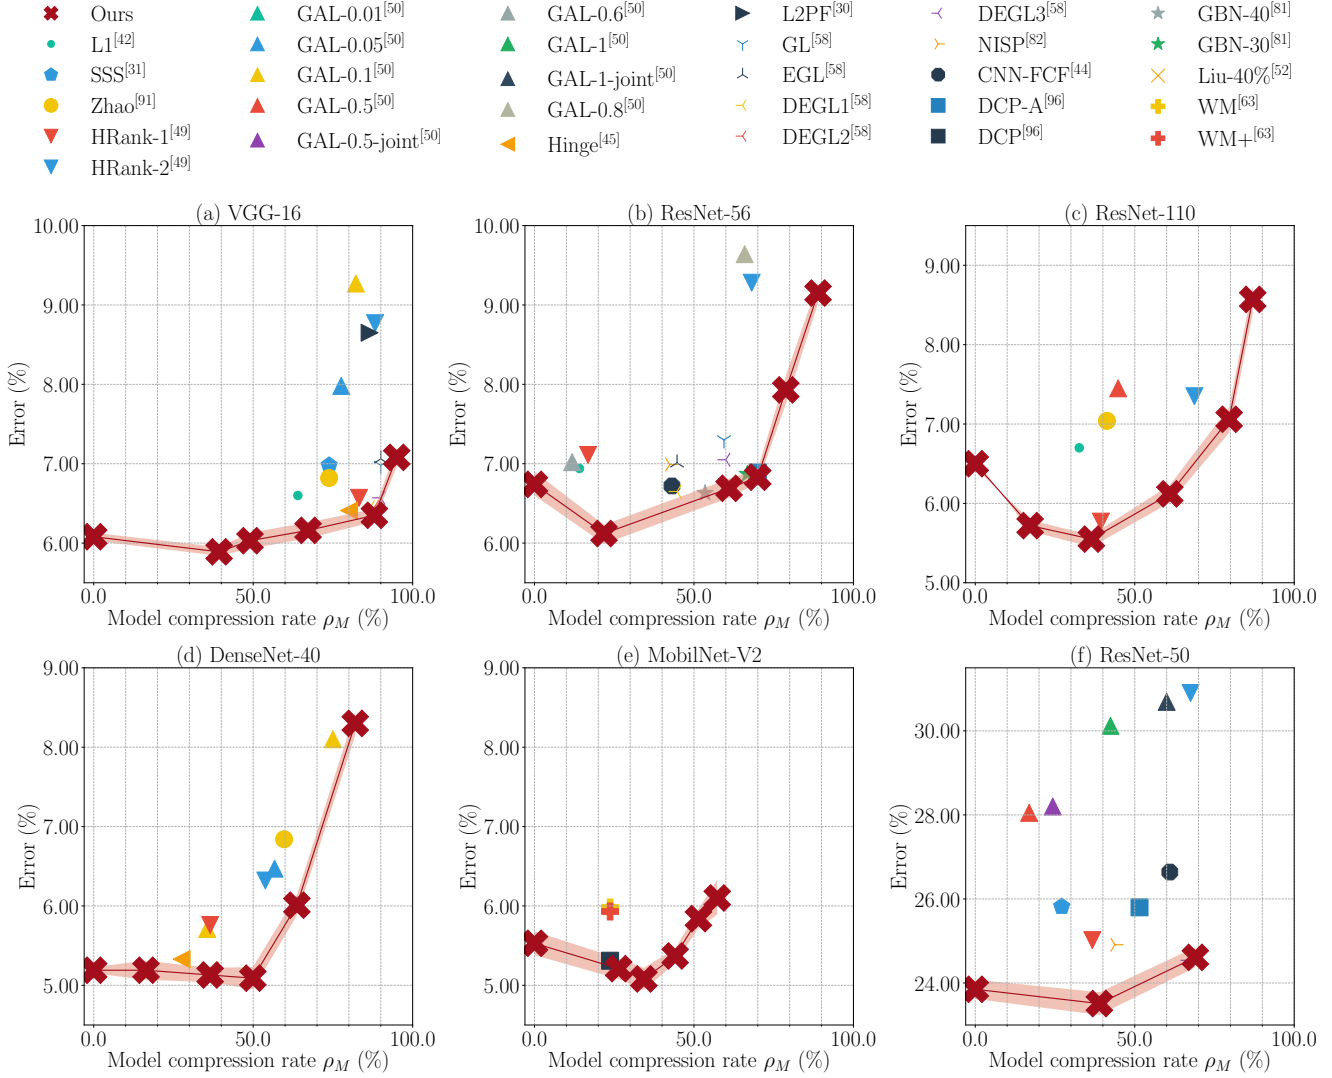 Ours
L1[42]
SSS[31]
Zhao[91]
HRank-1[49]
HRank-2[49]
GAL-0.01[50]
GAL-0.05[50]
GAL-0.1[50]
GAL-0.5[50]
GAL-0.5-joint[50]
GAL-0.6[50]
GAL-1[50]
GAL-1-joint[50]
GAL-0.8[50]
Hinge[45]
L2PF[30]
GL[58]
EGL[58]
DEGL1[58]
DEGL2[58]
DEGL3[58]
NISP[82]
CNN-FCF[44]
DCP-A[96]
DCP[96]
GBN-40[81]
GBN-30[81]
Liu-40%[52]
WM[63]
WM+[63]
(a) VGG-16
10.00
9.00
8.00
7.00
6.00
Error (%)
0.0 50.0 100.0
Model compression rate ρM (%)
(b) ResNet-56
10.00
9.00
8.00
7.00
6.00
Error (%)
0.0 50.0 100.0
Model compression rate ρM (%)
(c) ResNet-110
9.00
8.00
7.00
6.00
5.00
Error (%)
0.0 50.0 100.0
Model compression rate ρM (%)
(d) DenseNet-40
9.00
8.00
7.00
6.00
5.00
Error (%)
0.0 50.0 100.0
Model compression rate ρM (%)
(e) MobilNet-V2
9.00
8.00
7.00
6.00
5.00
Error (%)
0.0 50.0 100.0
Model compression rate ρM (%)
(f) ResNet-50
30.00
28.00
26.00
24.00
Error (%)
0.0 50.0 100.0
Model compression rate ρM (%)